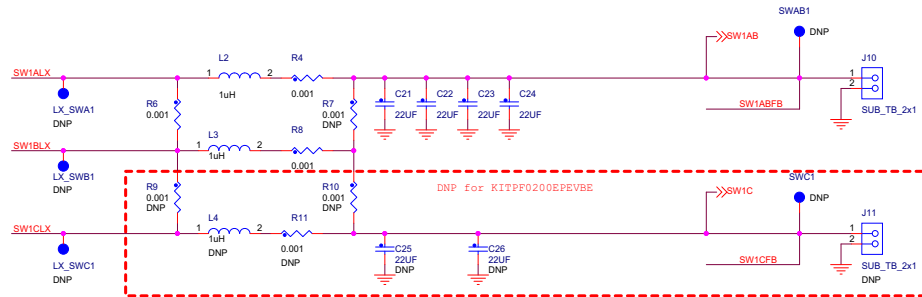 SWAB1
SW1AB
DNP
L2
R4
J10
SW1ALX
1
2
1
2
1uH
0.001
C21
C22
C23
C24
LX_SWA1
DNP
R6
0.001
R7
0.001
DNP
22UF
22UF
22UF
22UF
SW1ABFB
SUB_TB_2x1
L3
R8
SW1BLX
1
2
1uH
0.001
LX_SWB1
DNP
R9
0.001
DNP
R10
0.001
DNP
DNP for KITPF0200EPEVBE
SWC1
SW1C
DNP
L4
R11
J11
SW1CLX
1
2
1
2
1uH
DNP
0.001
DNP
C25
22UF
DNP
C26
22UF
DNP
LX_SWC1
DNP
SW1CFB
SUB_TB_2x1
DNP